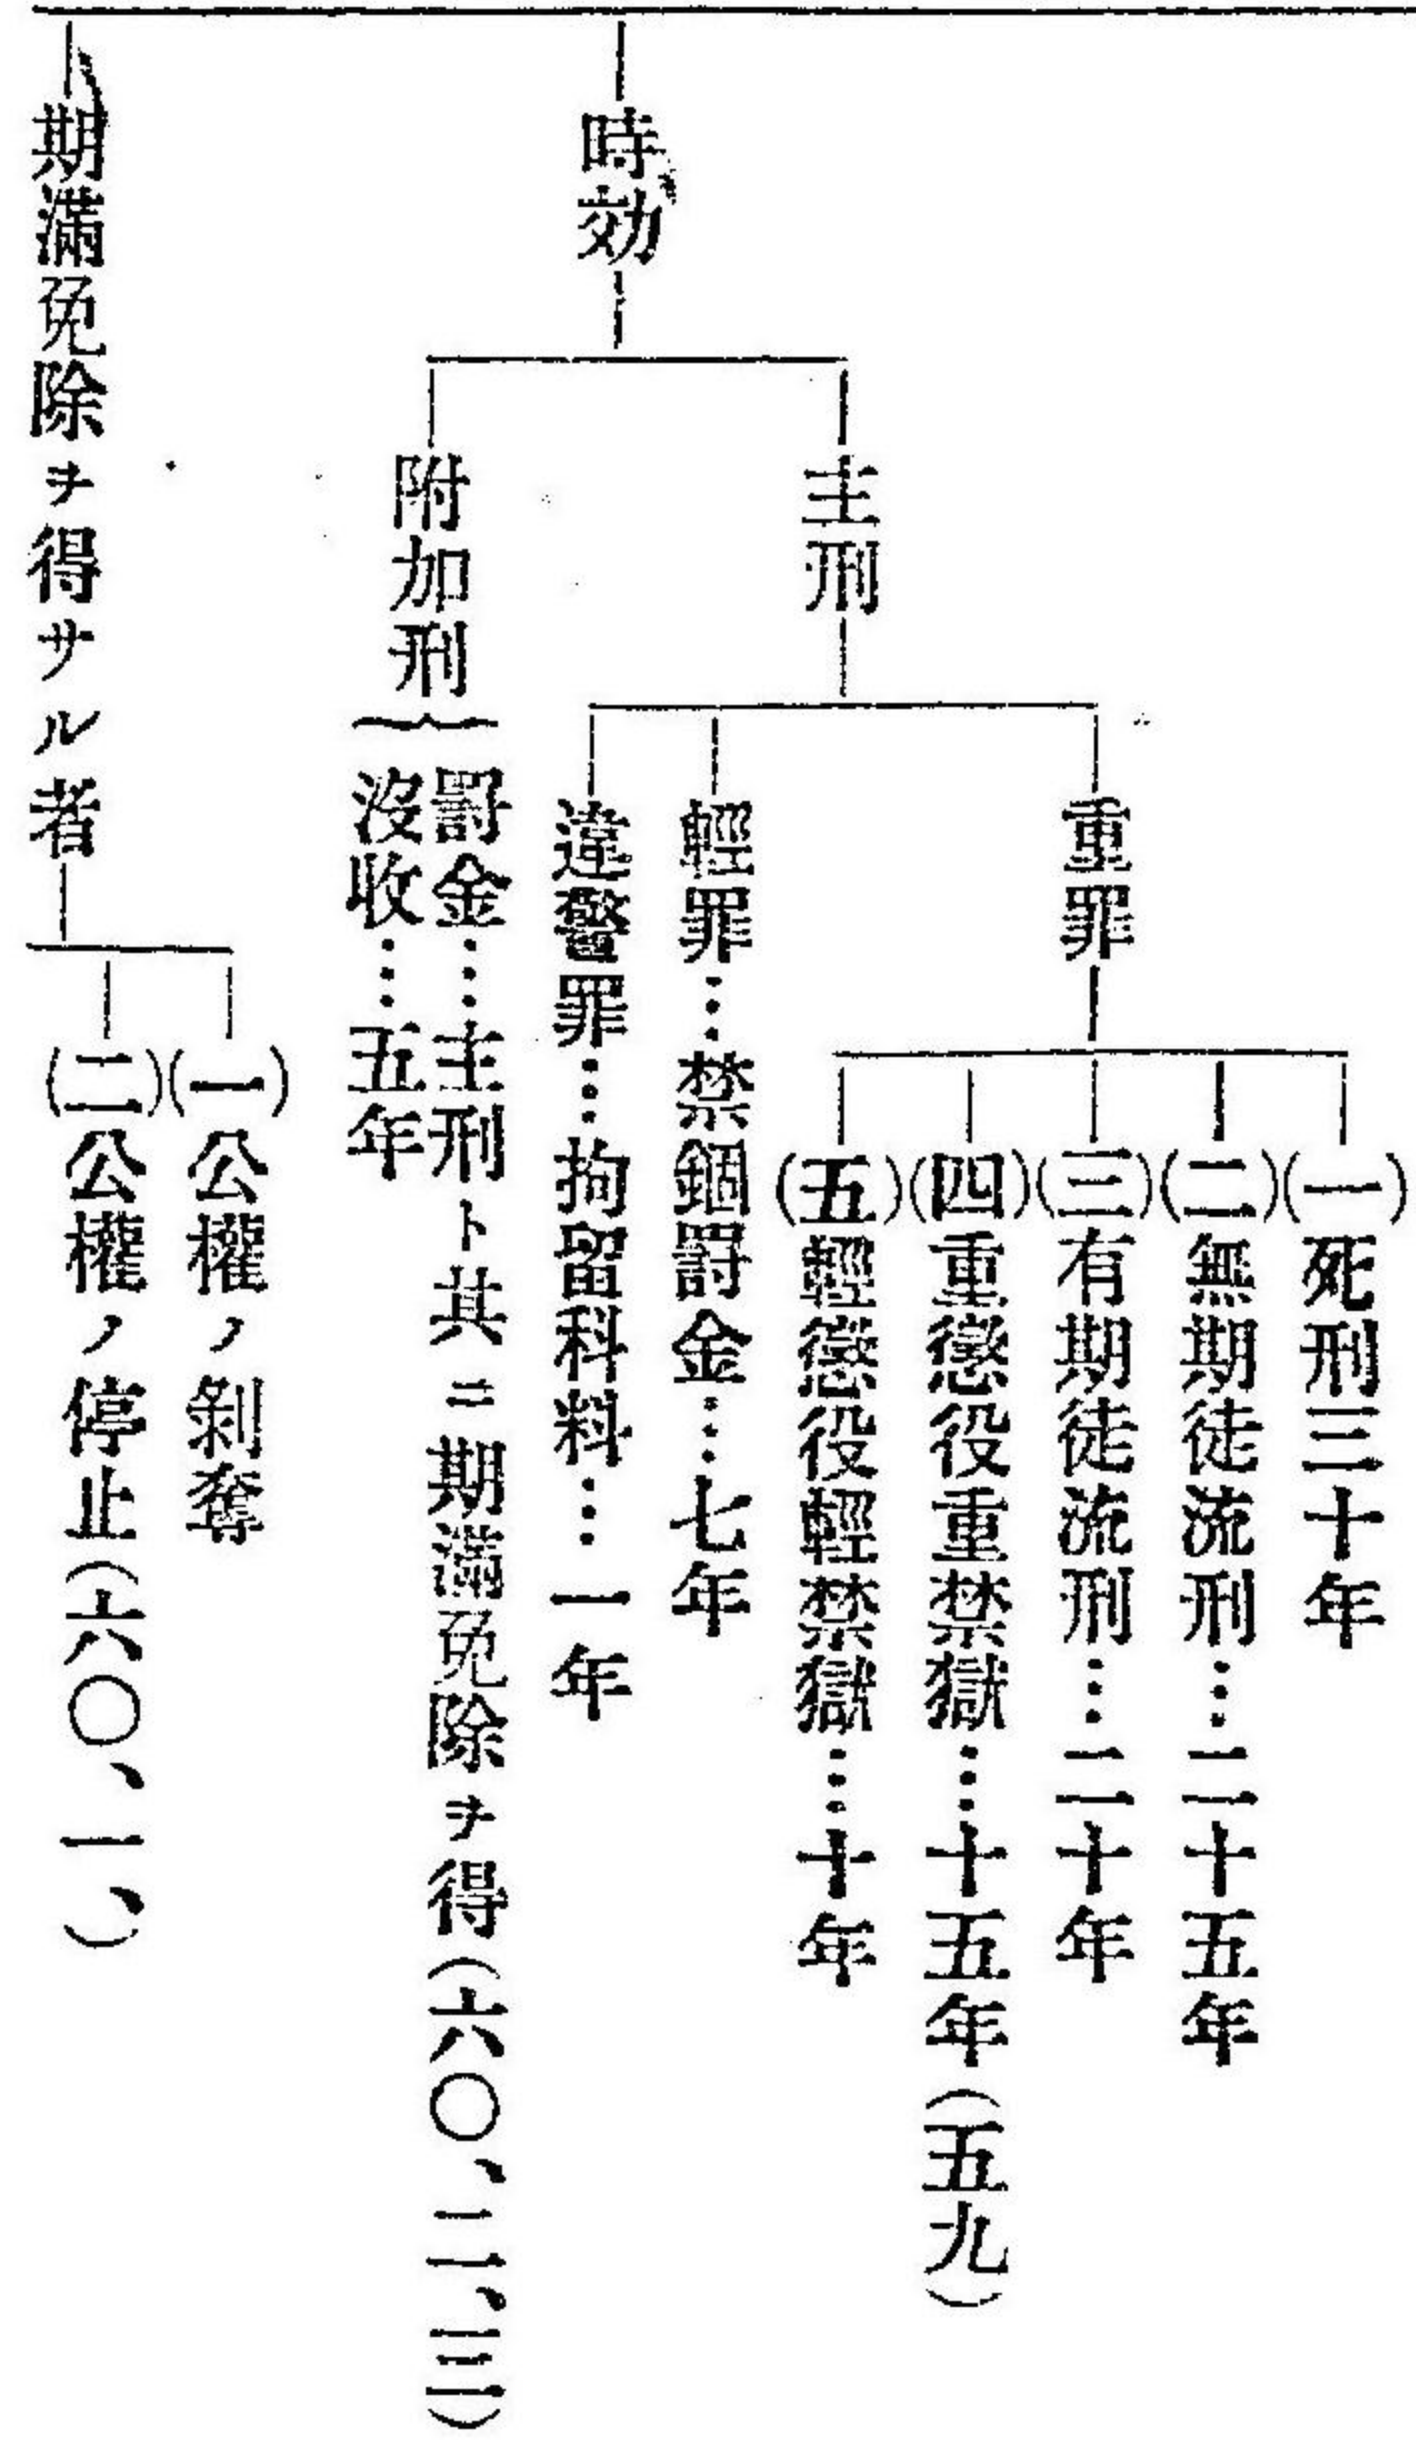 時効
主刑
重罪
(一)死刑三十年
(二)無期徒流刑…二十五年
(三)有期徒流刑…二十年
(四)重懲役重禁獄…十五年(五九)
(五)輕懲役輕禁獄…十年
輕罪…禁錮罰金…七年
違警罪…拘留科料…一年
附加刑
罰金…主刑ト其ニ期滿免除ヲ得(六〇、二、三)
沒收…五年
期滿免除ヲ得サル者
(一)公權ノ剝奪
(二)公權ノ停止(六〇、一、)